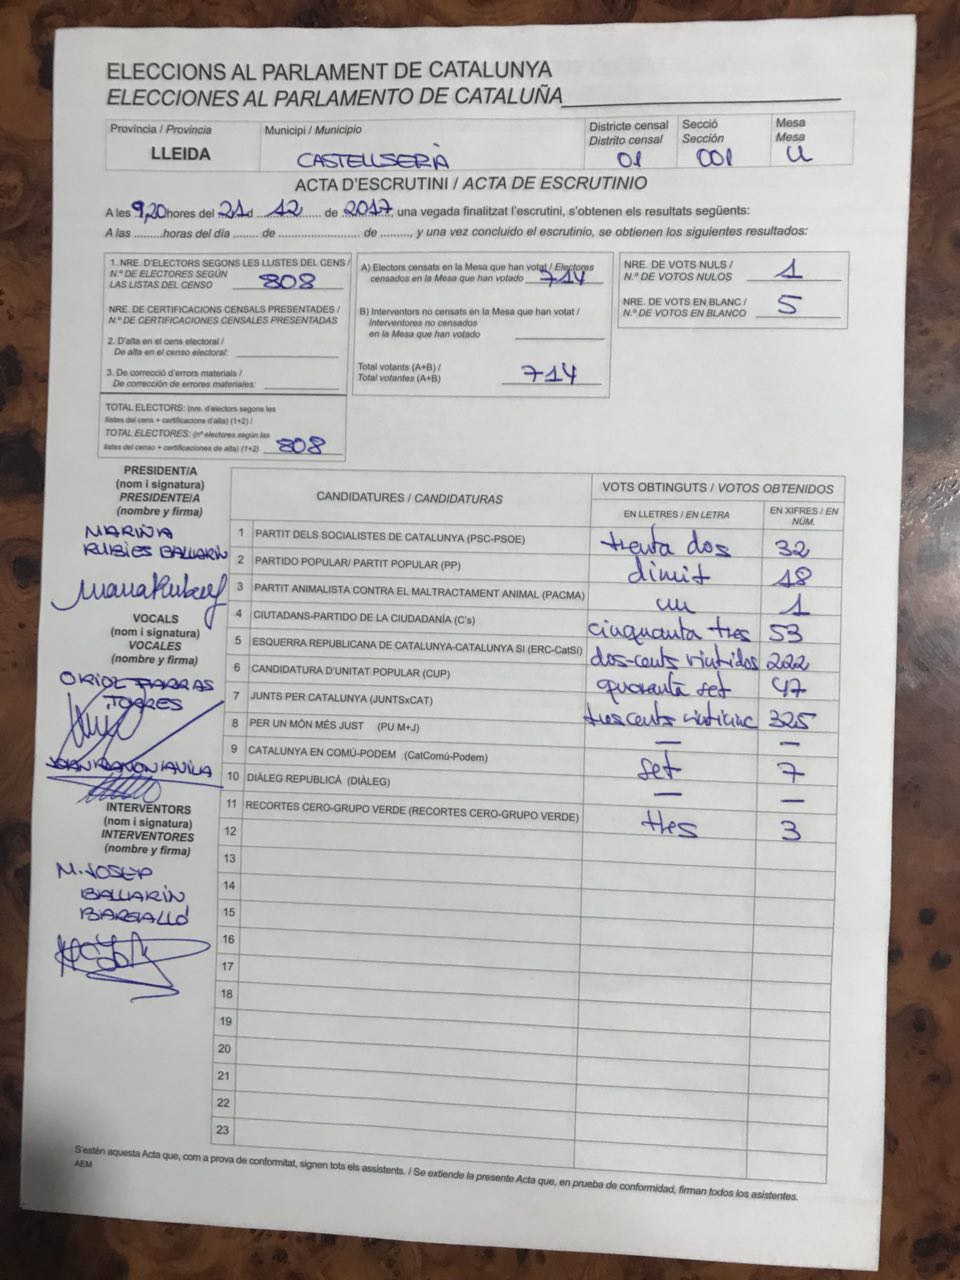 ELECCIONS AL PARLAMENT DE CATALUNYA
ELECCIONES AL PARLAMENTO DE CATALUÑA
Província / Provincia
LLEIDA
Municipi / Municipio
CASTELLSERÀ
Districte censal
Distrito censal
01
Secció
Sección
001
Mesa
Mesa
U
ACTA D'ESCRUTINI / ACTA DE ESCRUTINIO
A les 9,20 hores del 21 d 12 de 2017, una vegada finalitzat l'escrutini, s'obtenen els resultats següents:
A las .........horas del día ........ de ......................... de .........., y una vez concluido el escrutinio, se obtienen los siguientes resultados:
1. NRE. D'ELECTORS SEGONS LES LLISTES DEL CENS /
N.º DE ELECTORES SEGÚN
LAS LISTAS DEL CENSO 808
NRE. DE CERTIFICACIONS CENSALS PRESENTADES /
N.º DE CERTIFICACIONES CENSALES PRESENTADAS
2. D'alta en el cens electoral /
De alta en el censo electoral:
3. De correcció d'errors materials /
De corrección de errores materiales:
TOTAL ELECTORS: (nre. d'electors segons les
llistes del cens + certificacions d'alta) (1+2) /
TOTAL ELECTORES: (nº electores según las
listas del censo + certificaciones de alta) (1+2) 808
A) Electors censats en la Mesa que han votat / Electores
censados en la Mesa que han votado 714
B) Interventors no censats en la Mesa que han votat /
Interventores no censados
en la Mesa que han votado
Total votants (A+B) /
Total votantes (A+B) 714
NRE. DE VOTS NULS /
N.º DE VOTOS NULOS 1
NRE. DE VOTS EN BLANC /
N.º DE VOTOS EN BLANCO 5
PRESIDENT/A
(nom i signatura)
PRESIDENTE/A
(nombre y firma)
MARINA
RUBIES BALLARIN
VOCALS
(nom i signatura)
VOCALES
(nombre y firma)
ORIOL FARRAS
TORRES
INTERVENTORS
(nom i signatura)
INTERVENTORES
(nombre y firma)
M. JOSEP
BALLARIN
BARGALLÓ
CANDIDATURES / CANDIDATURAS
VOTS OBTINGUTS / VOTOS OBTENIDOS
EN LLETRES / EN LETRA
EN XIFRES / EN NÚM.
1 PARTIT DELS SOCIALISTES DE CATALUNYA (PSC-PSOE) trenta dos 32
2 PARTIDO POPULAR/ PARTIT POPULAR (PP) dimit 18
3 PARTIT ANIMALISTA CONTRA EL MALTRACTAMENT ANIMAL (PACMA) un 1
4 CIUTADANS-PARTIDO DE LA CIUDADANÍA (C's) cinquanta tres 53
5 ESQUERRA REPUBLICANA DE CATALUNYA-CATALUNYA SI (ERC-CatSí) dos-cents vintidos 222
6 CANDIDATURA D'UNITAT POPULAR (CUP) quaranta set 47
7 JUNTS PER CATALUNYA (JUNTSxCAT) trescents vinticinc 325
8 PER UN MÓN MÉS JUST (PU M+J) — —
9 CATALUNYA EN COMÚ-PODEM (CatComú-Podem) set 7
10 DIÀLEG REPUBLICÀ (DIÀLEG) — —
11 RECORTES CERO-GRUPO VERDE (RECORTES CERO-GRUPO VERDE) tres 3
12
13
14
15
16
17
18
19
20
21
22
23
S'estén aquesta Acta que, com a prova de conformitat, signen tots els assistents. / Se extiende la presente Acta que, en prueba de conformidad, firman todos los asistentes.
AEM